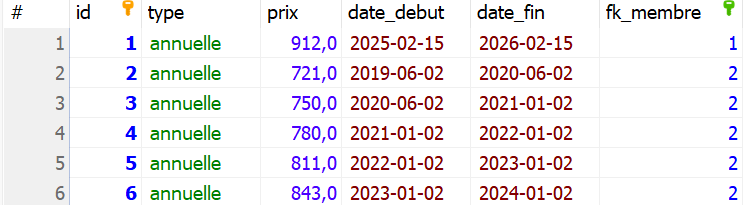 # id type prix date_debut date_fin fk_membre
1 1 annuelle 912,0 2025-02-15 2026-02-15 1
2 2 annuelle 721,0 2019-06-02 2020-06-02 2
3 3 annuelle 750,0 2020-06-02 2021-01-02 2
4 4 annuelle 780,0 2021-01-02 2022-01-02 2
5 5 annuelle 811,0 2022-01-02 2023-01-02 2
6 6 annuelle 843,0 2023-01-02 2024-01-02 2